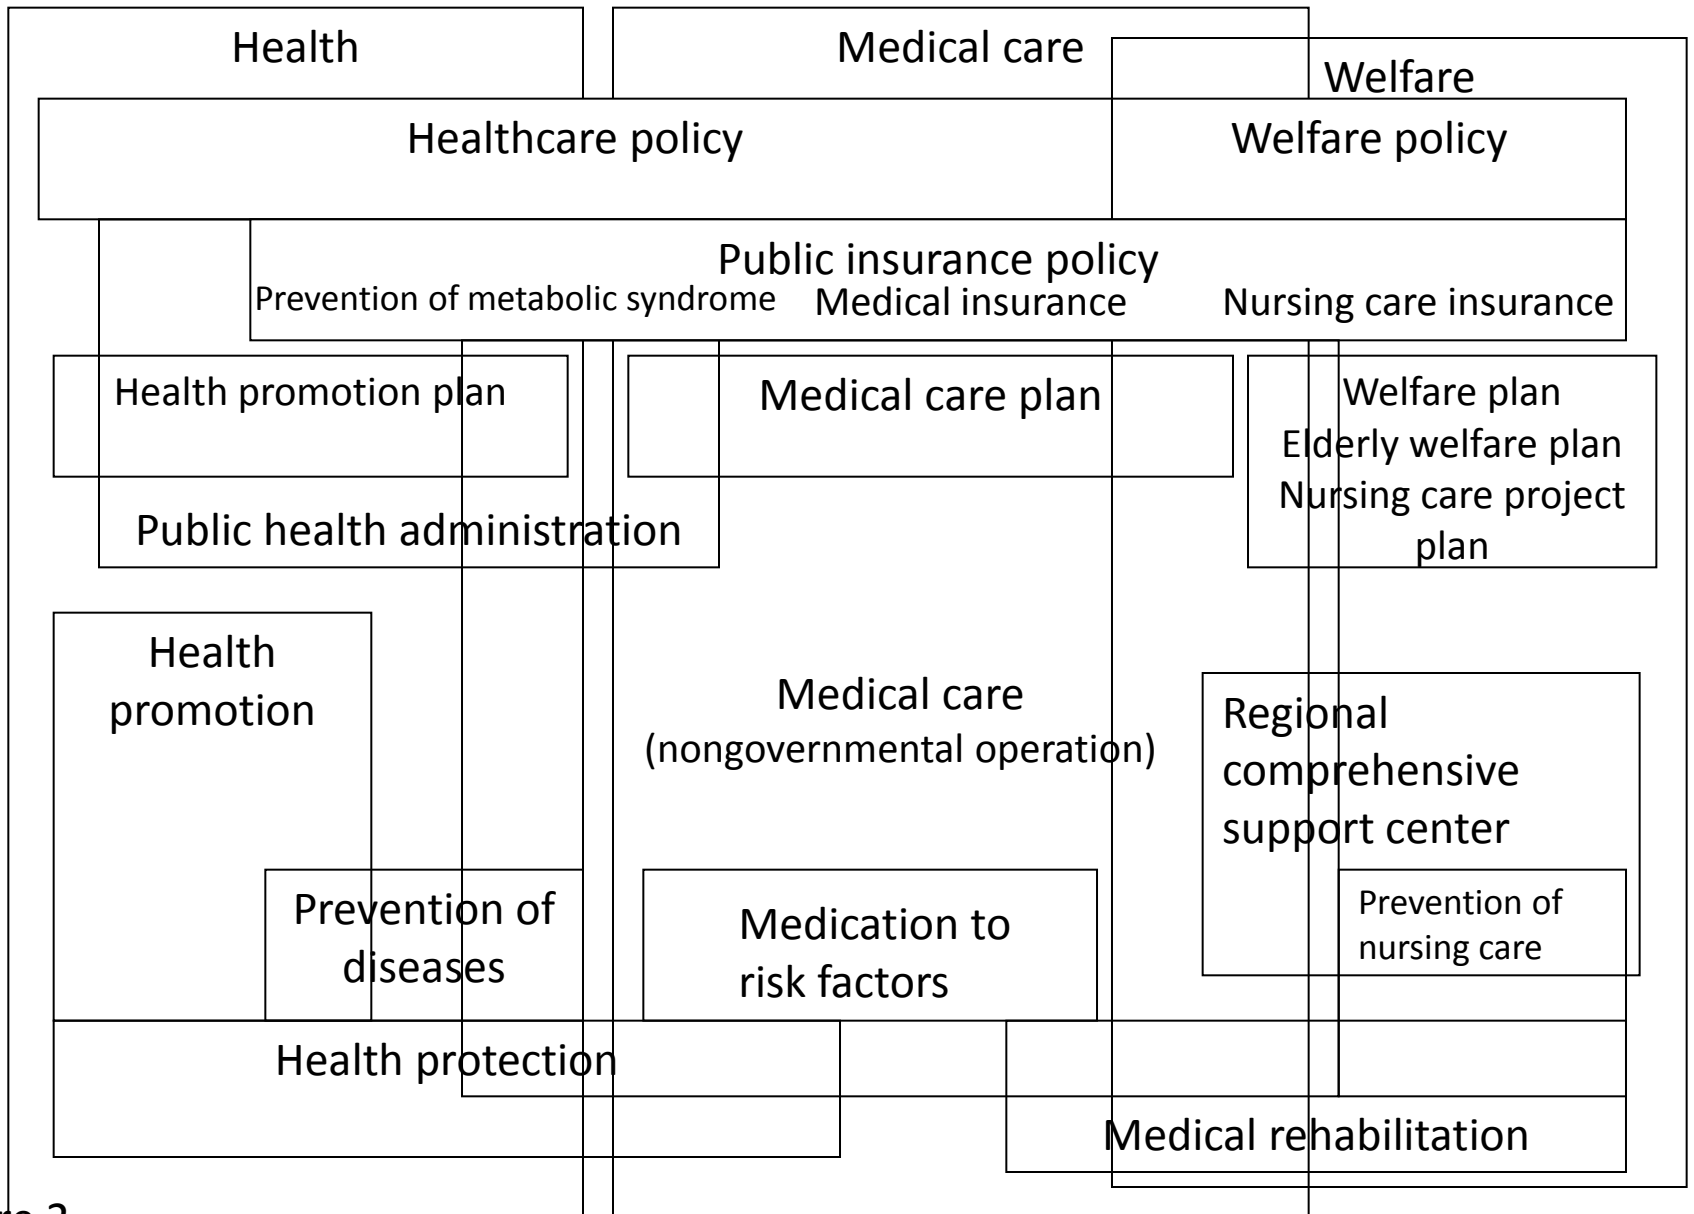 Health
Medical care
Welfare
Healthcare policy
Welfare policy
Public insurance policy
Prevention of metabolic syndrome
Medical insurance
Nursing care insurance
Health promotion plan
Medical care plan
Welfare plan
Elderly welfare plan
Nursing care project
plan
Public health administration
Health
promotion
Medical care
(nongovernmental operation)
Regional
comprehensive
support center
Prevention of
diseases
Medication to
risk factors
Prevention of
nursing care
Health protection
Medical rehabilitation